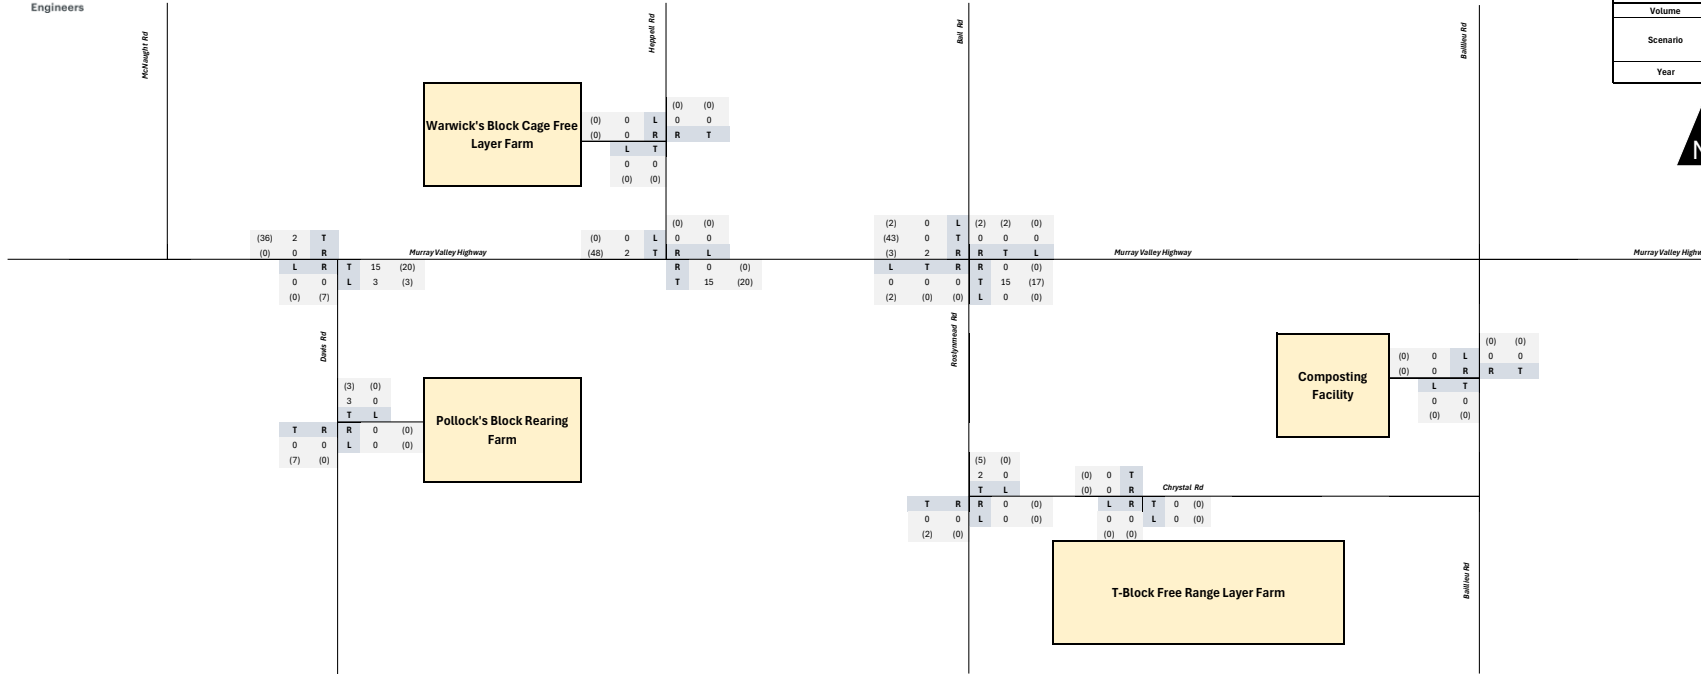 Engineers
McNaught Rd
Heppell Rd
Ball Rd
Baillieu Rd
Volume
Scenario
Year
N
Warwick's Block Cage Free
Layer Farm
(0) (0)
(0) 0 L 0 0
(0) 0 R R T
L T
0 0
(0) (0)
(36) 2 T
(0) 0 R
L R T 15 (20)
0 0 L 3 (3)
(0) (7)
Murray Valley Highway
(0) (0)
(0) 0 L 0 0
(48) 2 T R L
R 0 (0)
T 15 (20)
(2) 0 L (2) (2) (0)
(43) 0 T 0 0 0
(3) 2 R R T L
L T R R 0 (0)
0 0 0 T 15 (17)
(2) (0) (0) L 0 (0)
Murray Valley Highway
Murray Valley Highw
Davis Rd
Roslynmead Rd
(3) (0)
3 0
T L
T R R 0 (0)
0 0 L 0 (0)
(7) (0)
Pollock's Block Rearing
Farm
Composting
Facility
(0) (0)
(0) 0 L 0 0
(0) 0 R R T
L T
0 0
(0) (0)
(5) (0)
2 0
T L
T R R 0 (0)
0 0 L 0 (0)
(2) (0)
(0) 0 T
(0) 0 R
L R T 0 (0)
0 0 L 0 (0)
(0) (0)
Chrystal Rd
T-Block Free Range Layer Farm
Baillieu Rd